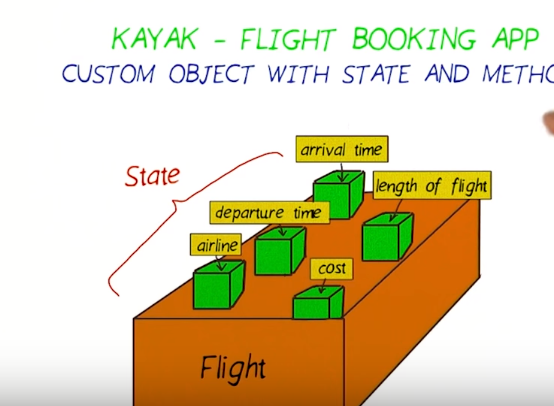 KAYAK - FLIGHT BOOKING APP
CUSTOM OBJECT WITH STATE AND
State
arrival time
length of flight
departure time
airline
cost
Flight